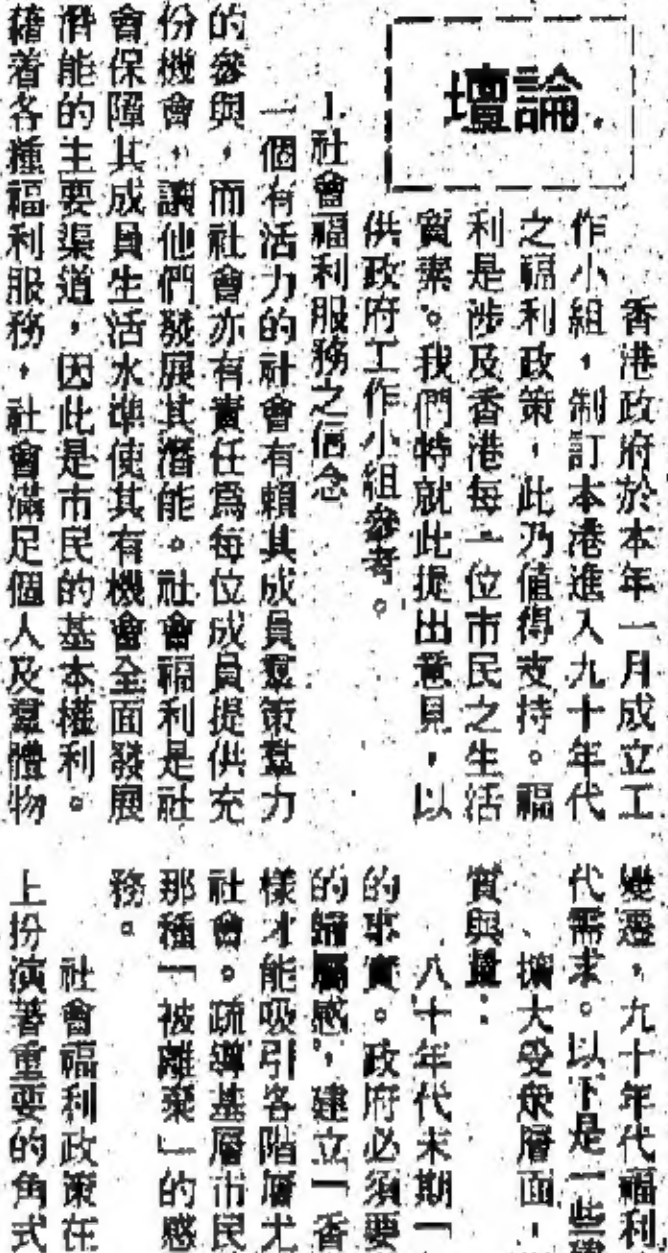 論壇
香港政府於本年一月成立工
作小組，制訂本港進入九十年代
之福利政策，此乃值得支持。福
利是涉及香港每一位市民之生活
質素。我們特就此提出意見，以
供政府工作小組參考。
1.社會福利服務之信念
一個有活力的社會有賴其成員羣策羣力
的參與，而社會亦有責任爲每位成員提供充
份機會，讓他們發展其潛能。社會福利是社
會保障其成員生活水準使其有機會全面發展
潛能的主要渠道，因此是市民的基本權利。
藉着各種福利服務，社會滿足個人及羣體物
變遷，九十年代福利
代需求。以下是一些
擴大受衆層面，
質與量：
八十年代末期一
的事實。政府必須要
的歸屬感，建立「香
樣才能吸引各階層尤
社會。疏導基層市民
那種「被離棄」的感
務。
社會福利政策在
上扮演著重要的角式